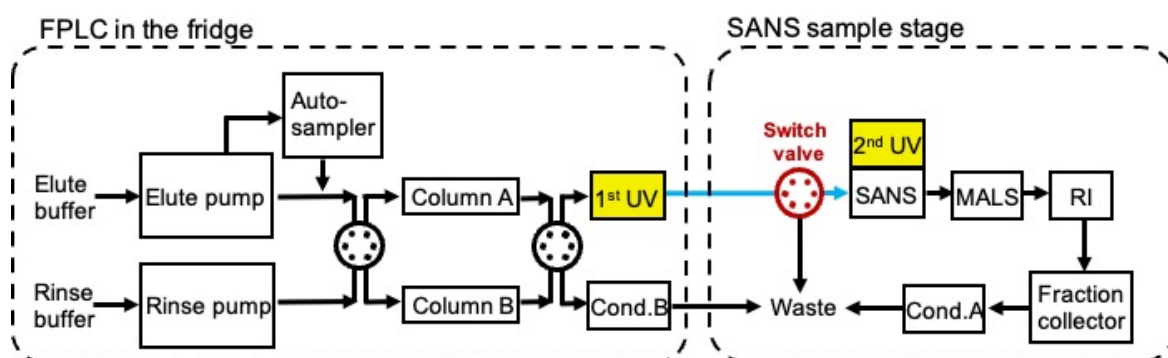 FPLC in the fridge
SANS sample stage
Auto-
sampler
Switch
valve
2nd UV
Elute
buffer
Elute pump
Column A
1st UV
SANS
MALS
RI
Rinse
buffer
Rinse pump
Column B
Cond.B
Waste
Cond.A
Fraction
collector